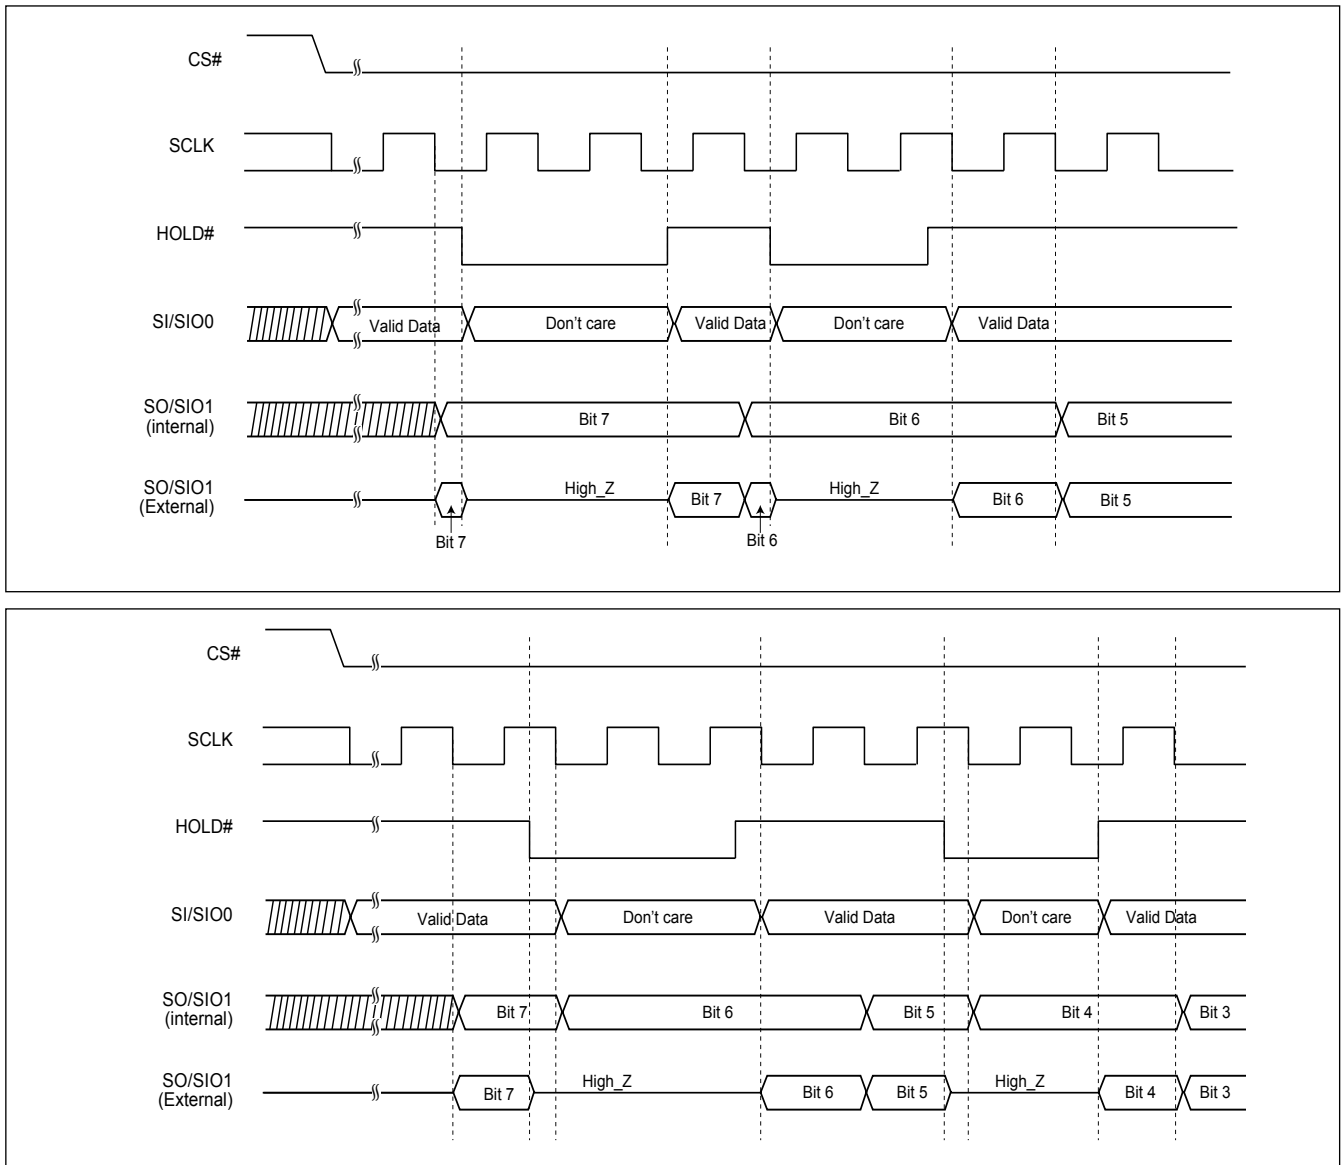 CS#
SCLK
HOLD#
SI/SIO0 Valid Data Don't care Valid Data Don't care Valid Data
SO/SIO1
(internal) Bit 7 Bit 6 Bit 5
SO/SIO1
(External) High_Z Bit 7 High_Z Bit 6 Bit 5
Bit 7 Bit 6
CS#
SCLK
HOLD#
SI/SIO0 Valid Data Don't care Valid Data Don't care Valid Data
SO/SIO1
(internal) Bit 7 Bit 6 Bit 5 Bit 4 Bit 3
SO/SIO1
(External) Bit 7 High_Z Bit 6 Bit 5 High_Z Bit 4 Bit 3